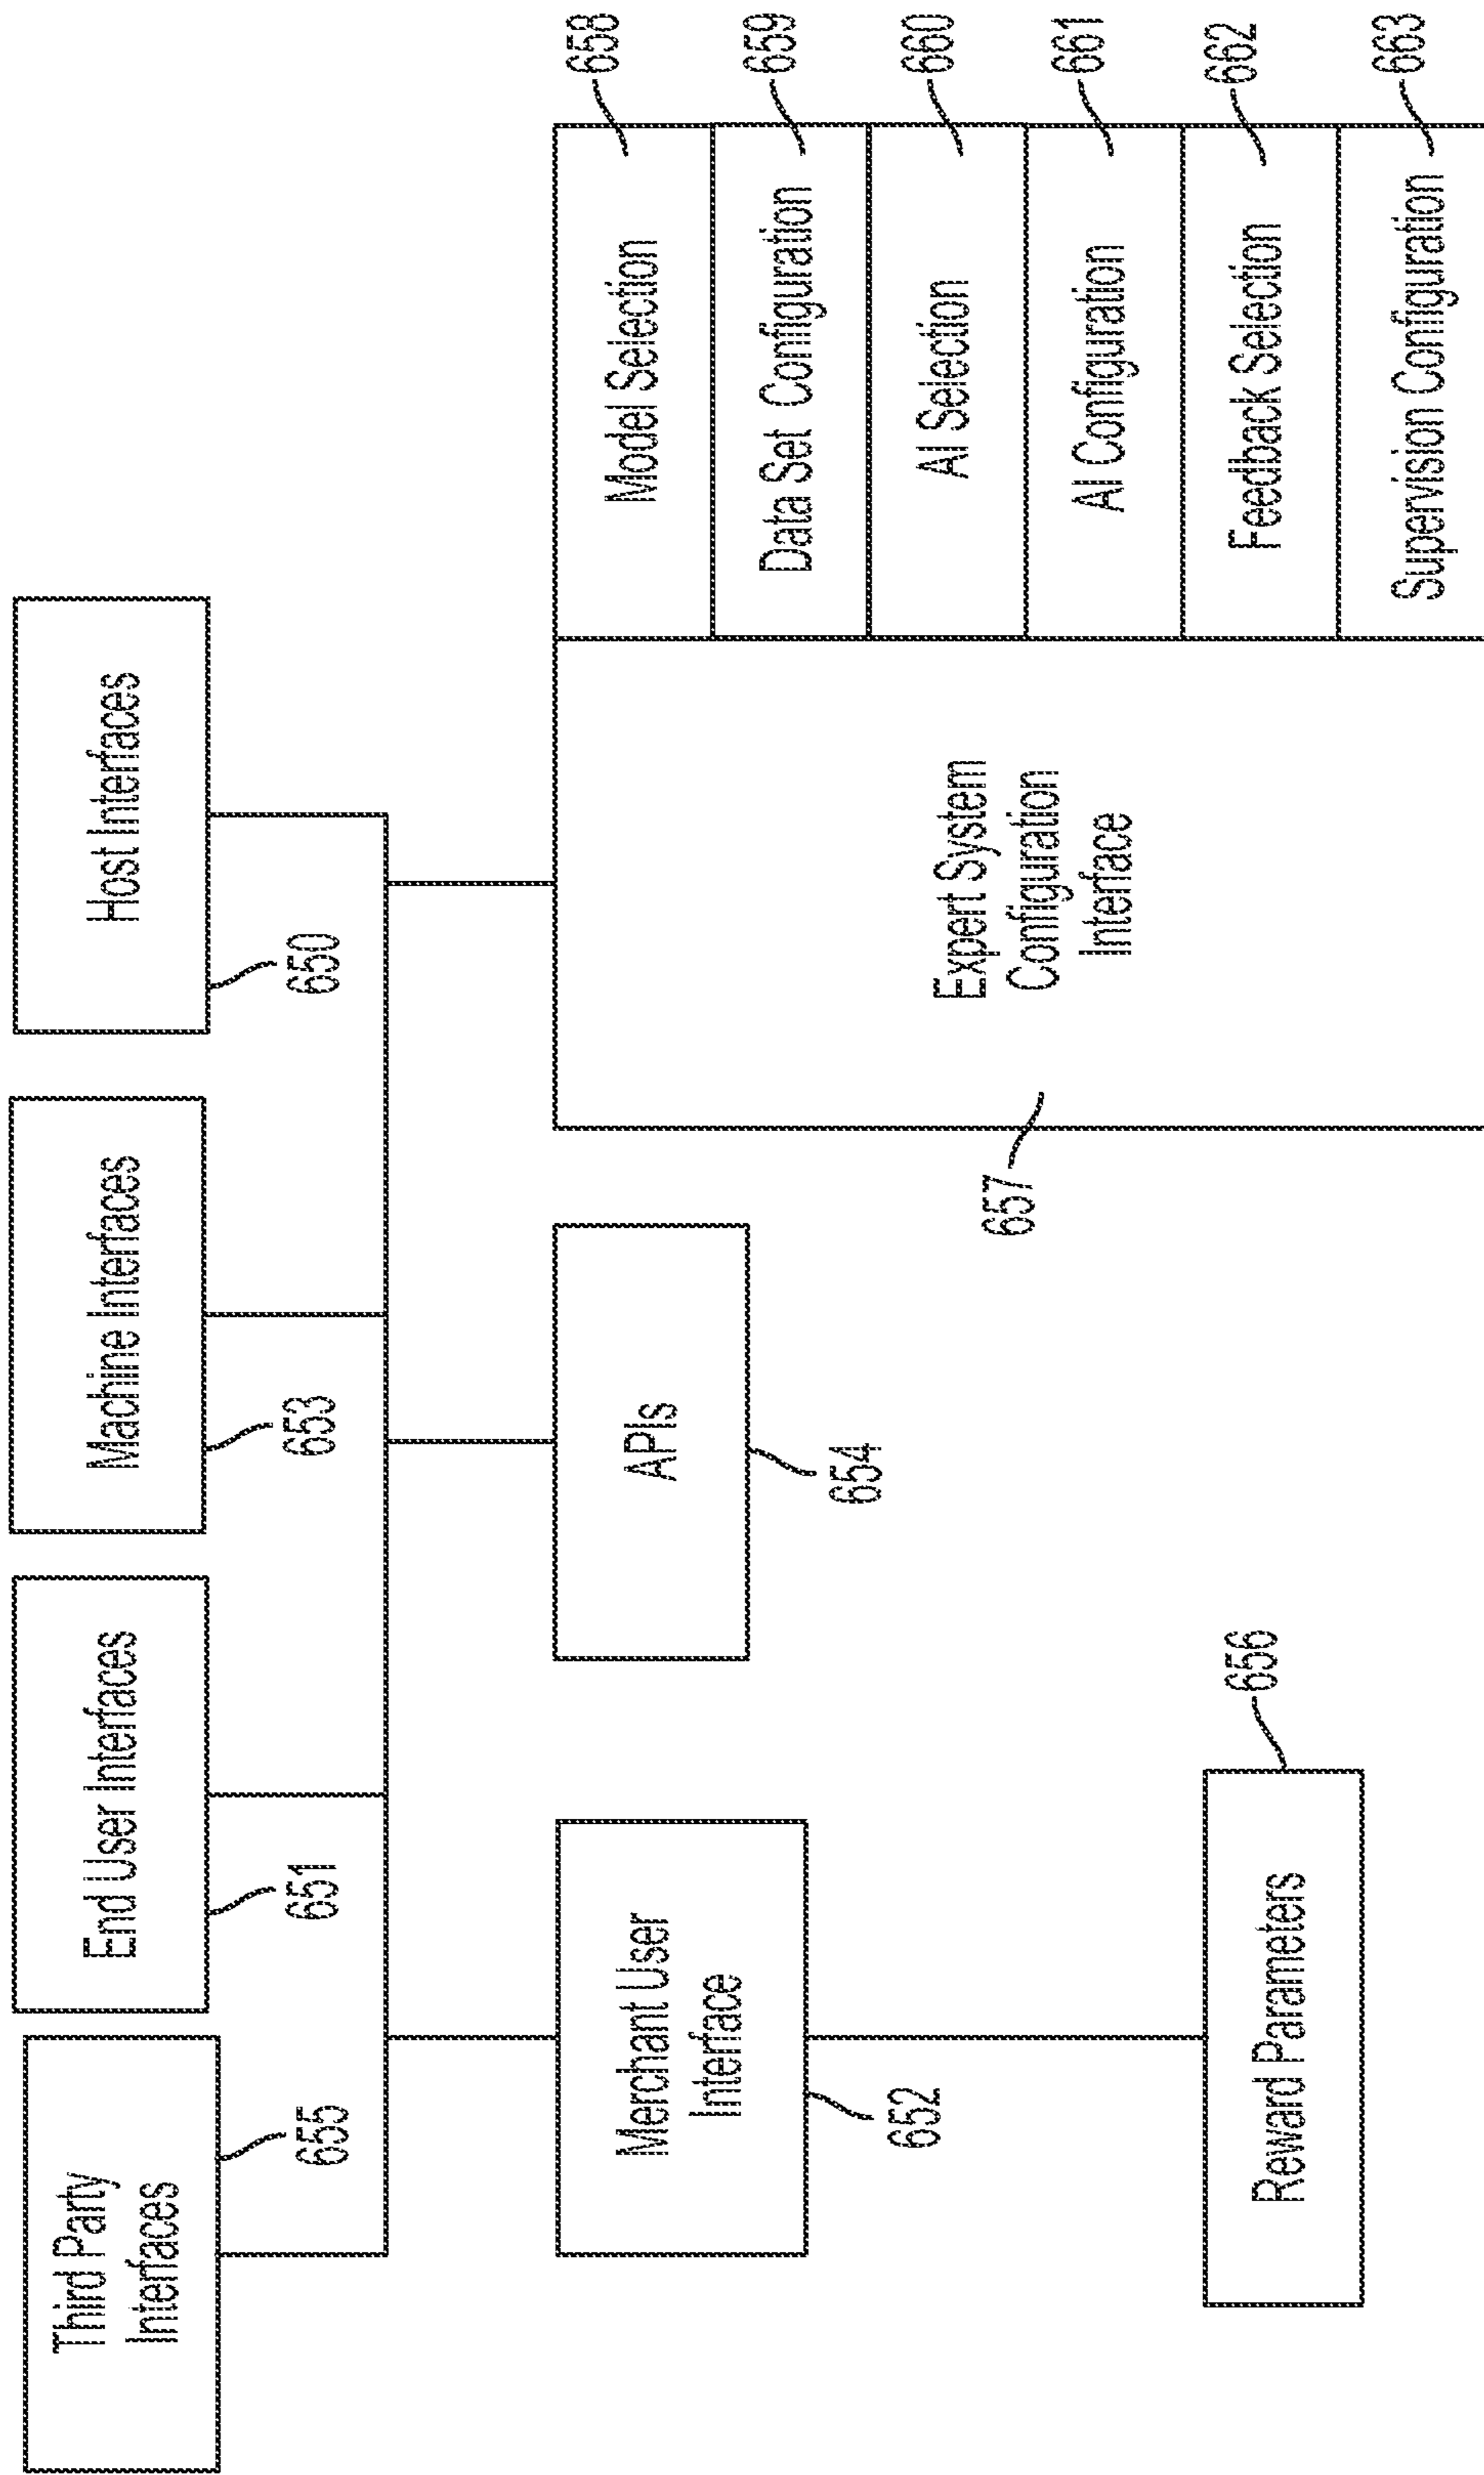 Third Party
Interfaces
655
End User Interfaces
651
Machine Interfaces
653
Host Interfaces
650
Merchant User
Interface
652
APIs
654
Expert System
Configuration
Interface
657
Model Selection
658
Data Set Configuration
659
AI Selection
660
AI Configuration
661
Feedback Selection
662
Supervision Configuration
663
Reward Parameters
656